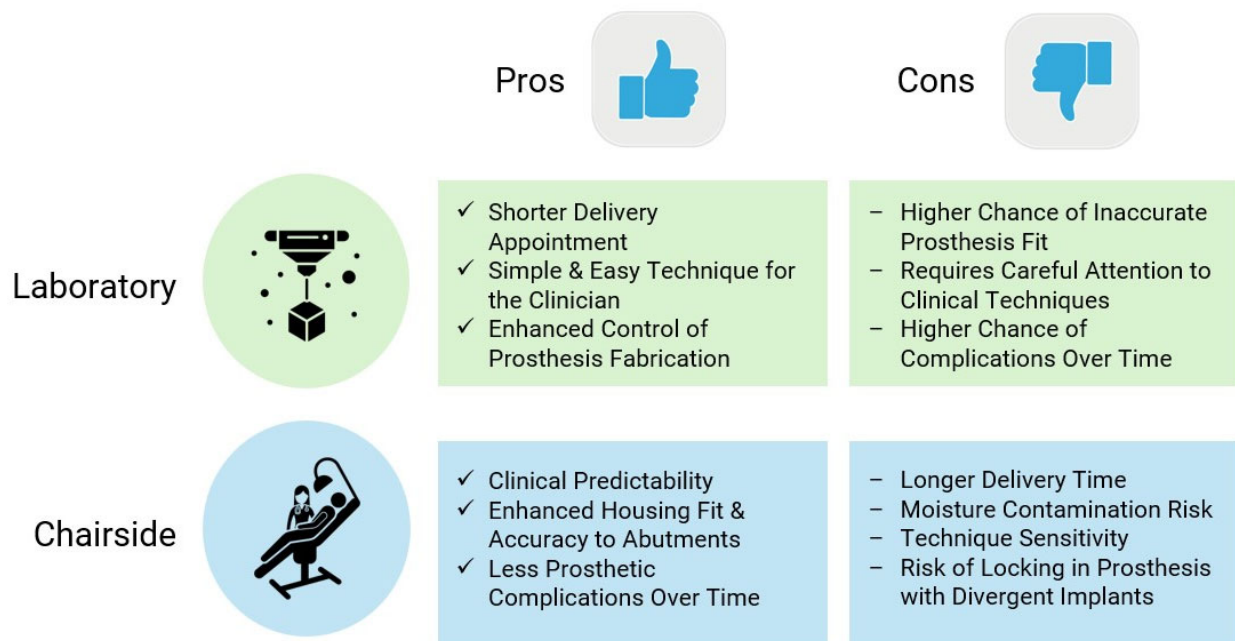 Pros
Cons
Laboratory
✓ Shorter Delivery
Appointment
✓ Simple & Easy Technique for
the Clinician
✓ Enhanced Control of
Prosthesis Fabrication
– Higher Chance of Inaccurate
Prosthesis Fit
– Requires Careful Attention to
Clinical Techniques
– Higher Chance of
Complications Over Time
Chairside
✓ Clinical Predictability
✓ Enhanced Housing Fit &
Accuracy to Abutments
✓ Less Prosthetic
Complications Over Time
– Longer Delivery Time
– Moisture Contamination Risk
– Technique Sensitivity
– Risk of Locking in Prosthesis
with Divergent Implants